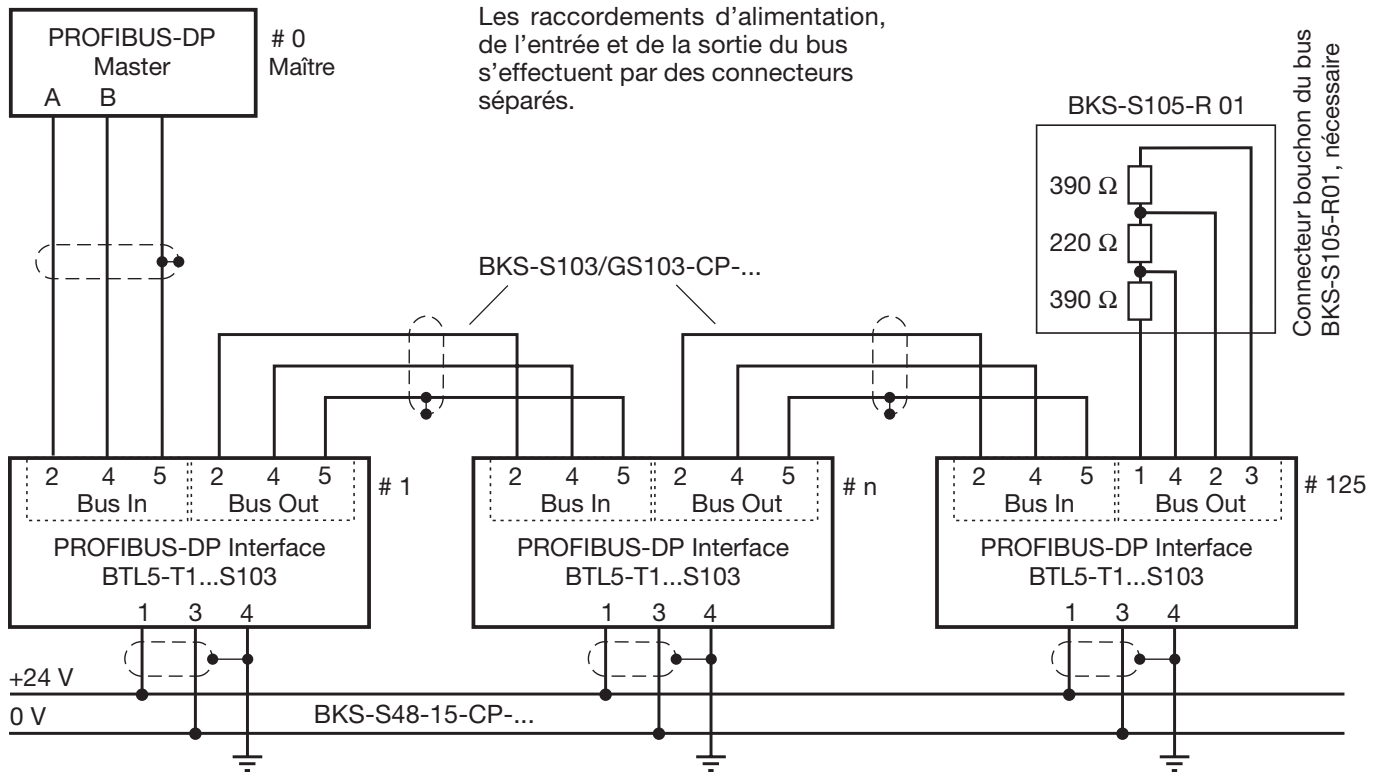 PROFIBUS-DP
Master
A B
# 0
Maître
Les raccordements d’alimentation,
de l’entrée et de la sortie du bus
s’effectuent par des connecteurs
séparés.
BKS-S105-R 01
390 Ω
220 Ω
390 Ω
Connecteur bouchon du bus
BKS-S105-R01, nécessaire
BKS-S103/GS103-CP-...
2 4 5 2 4 5
Bus In Bus Out
# 1
PROFIBUS-DP Interface
BTL5-T1...S103
1 3 4
2 4 5 2 4 5
Bus In Bus Out
# n
PROFIBUS-DP Interface
BTL5-T1...S103
1 3 4
2 4 5 1 4 2 3
Bus In Bus Out
# 125
PROFIBUS-DP Interface
BTL5-T1...S103
1 3 4
+24 V
0 V
BKS-S48-15-CP-...